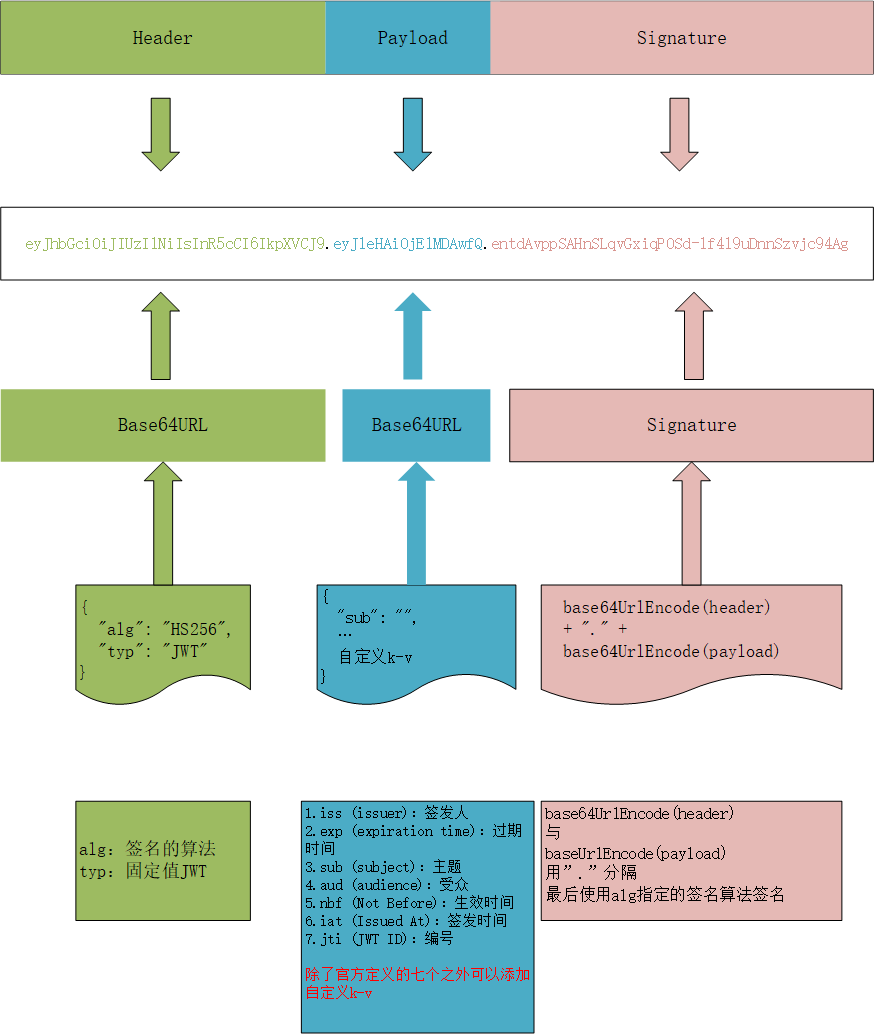 Header
Payload
Signature
eyJhbGciOiJIUzI1NiIsInR5cCI6IkpXVCJ9.eyJleHAiOjE1MDAwfQ.entdAvppSAHnSLqvGxiqPOSd-lf4l9uDnnSzvjc94Ag
Base64URL
Base64URL
Signature
{
"alg": "HS256",
"typ": "JWT"
}
{
"sub": "",
...
自定义k-v
}
base64UrlEncode(header)
+ "." +
base64UrlEncode(payload)
alg：签名的算法
typ：固定值JWT
1.iss (issuer)：签发人
2.exp (expiration time)：过期
时间
3.sub (subject)：主题
4.aud (audience)：受众
5.nbf (Not Before)：生效时间
6.iat (Issued At)：签发时间
7.jti (JWT ID)：编号
除了官方定义的七个之外可以添加
自定义k-v
base64UrlEncode(header)
与
baseUrlEncode(payload)
用”.”分隔
最后使用alg指定的签名算法签名